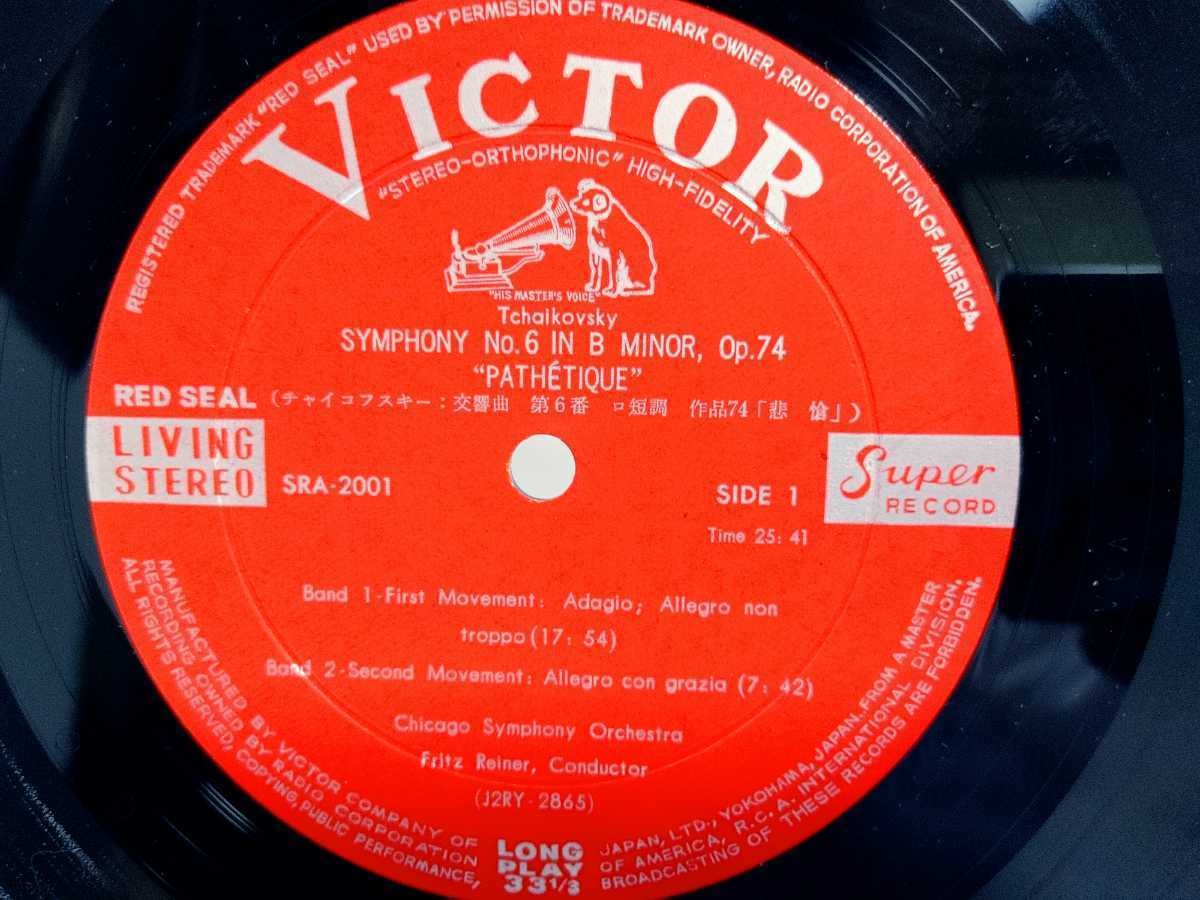 REGISTERED TRADEMARK "RED SEAL" USED BY PERMISSION OF TRADEMARK OWNER, RADIO CORPORATION OF AMERICA.
VICTOR
"STEREO-ORTHOPHONIC" HIGH-FIDELITY
"HIS MASTER'S VOICE"
Tchaikovsky
SYMPHONY No.6 IN B MINOR, Op.74
"PATHÉTIQUE"
RED SEAL (チャイコフスキー:交響曲 第6番 ロ短調 作品74「悲 愴」)
LIVING
STEREO
SRA-2001
SIDE 1
Super
RECORD
Time 25:41
Band 1-First Movement: Adagio; Allegro non
troppo (17:54)
Band 2-Second Movement: Allegro con grazia (7:42)
Chicago Symphony Orchestra
Fritz Reiner, Conductor
(J2RY-2865)
MANUFACTURED BY VICTOR COMPANY OF JAPAN, LTD., YOKOHAMA, JAPAN. FROM A MASTER
RECORDING OWNED BY RADIO CORPORATION OF AMERICA, R.C.A. INTERNATIONAL DIVISION.
ALL RIGHTS RESERVED, COPYING, PUBLIC PERFORMANCE, BROADCASTING OF THESE RECORDS ARE FORBIDDEN.
LONG
PLAY
33 1/3